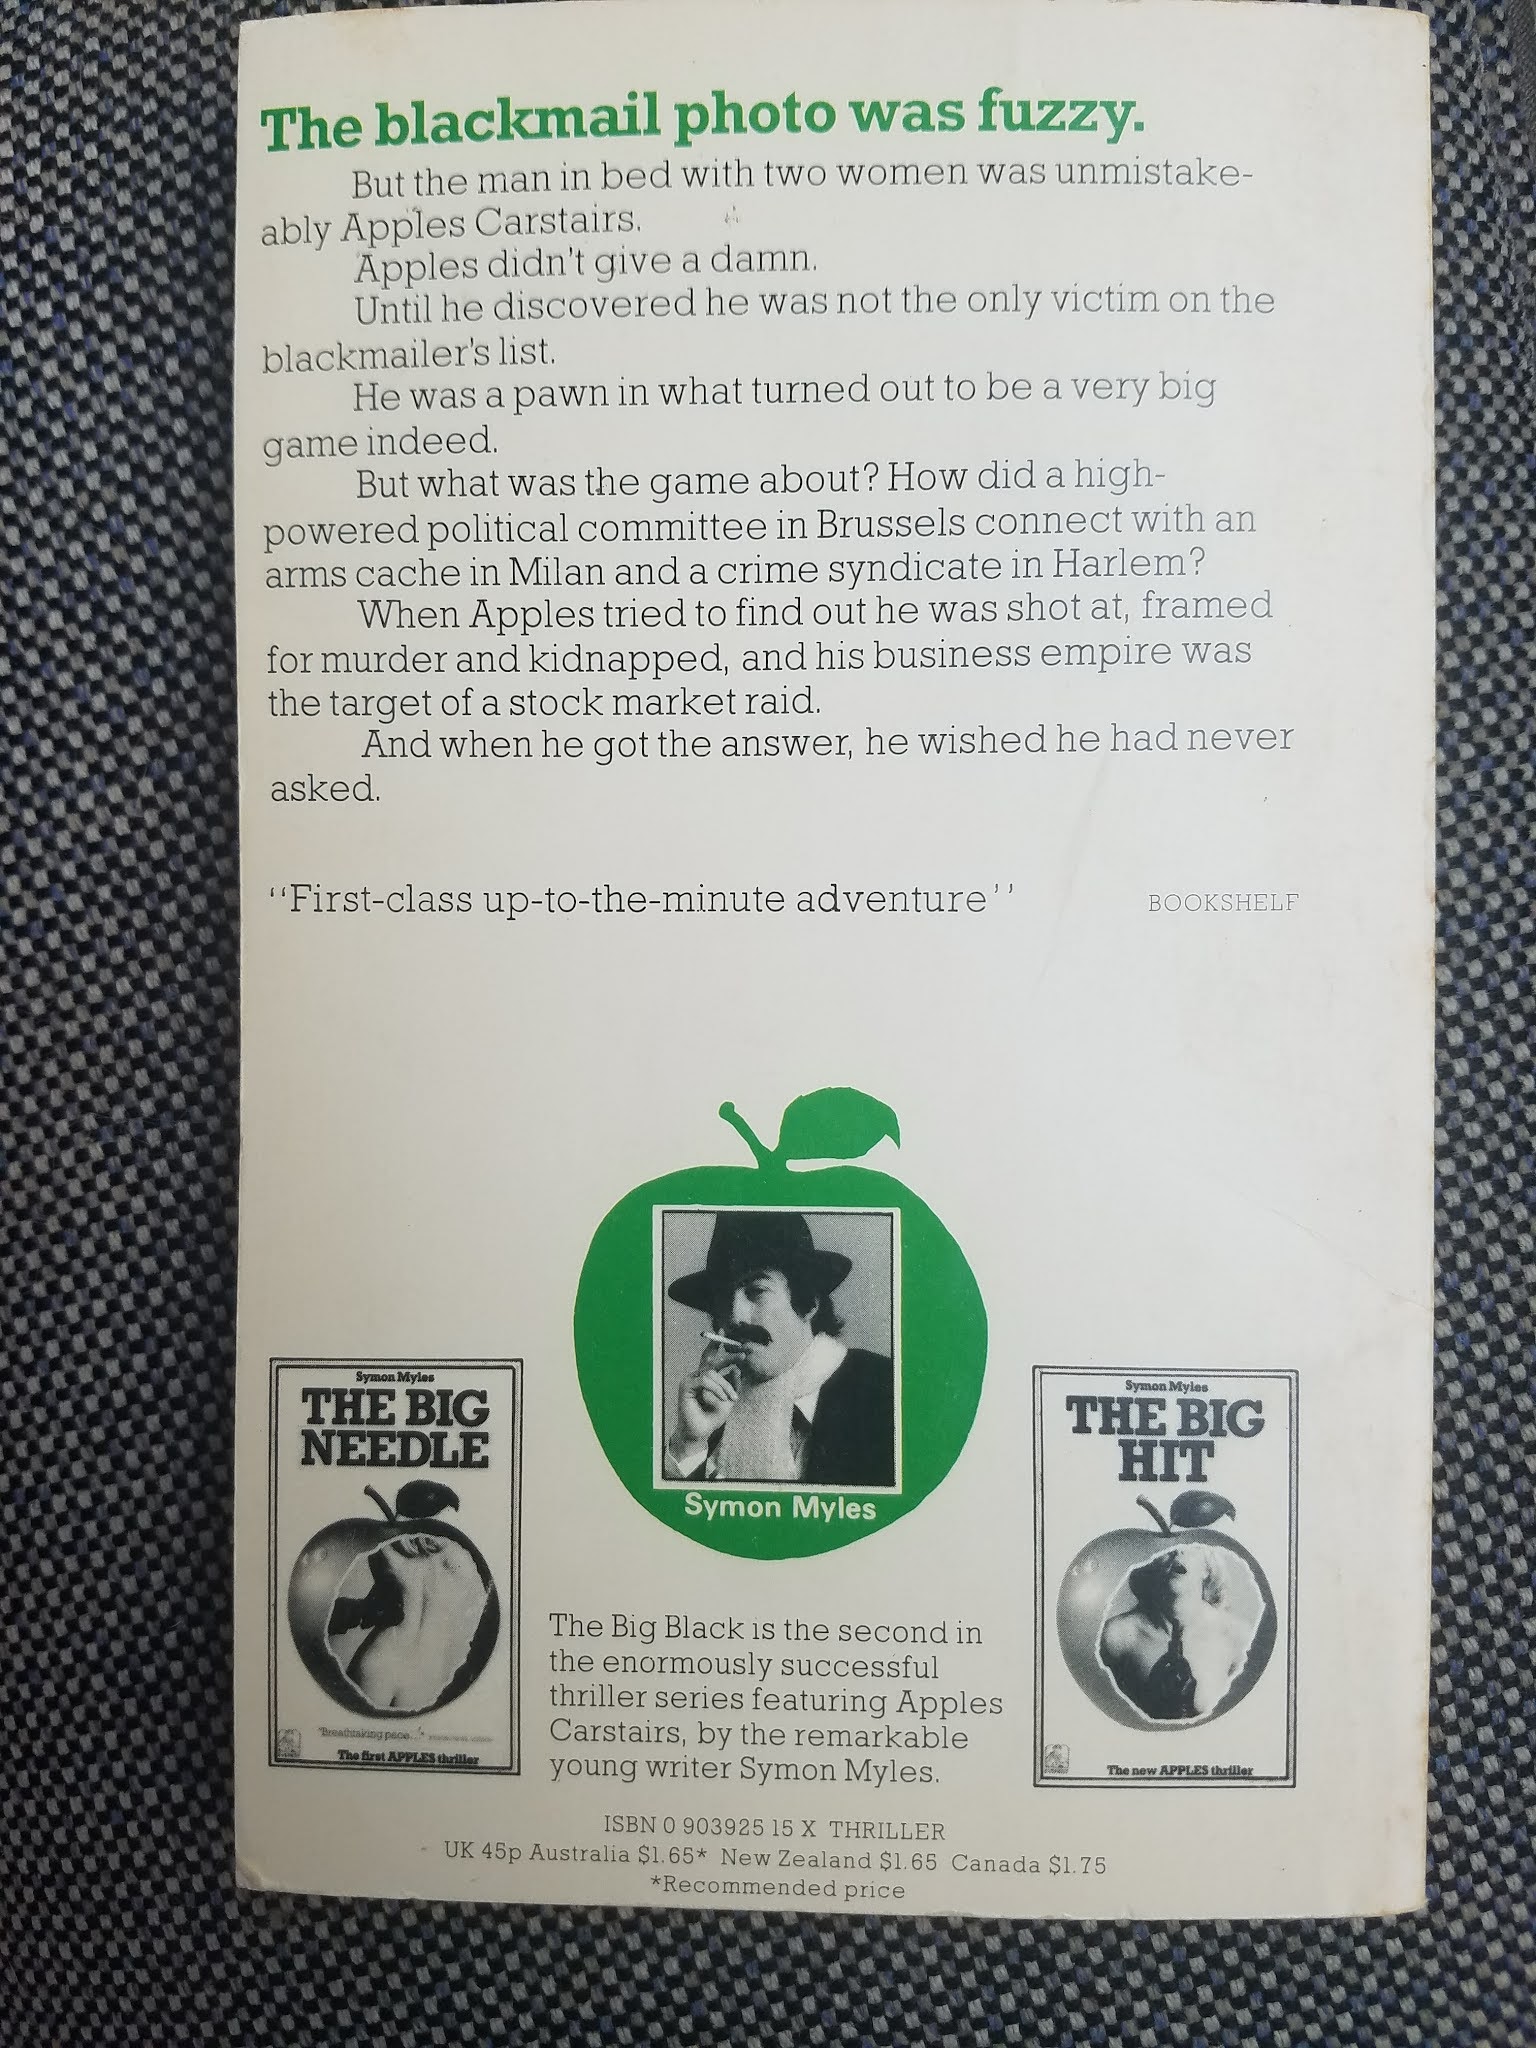 The blackmail photo was fuzzy.
But the man in bed with two women was unmistake-
ably Apples Carstairs.
Apples didn't give a damn.
Until he discovered he was not the only victim on the
blackmailer's list.
He was a pawn in what turned out to be a very big
game indeed.
But what was the game about? How did a high-
powered political committee in Brussels connect with an
arms cache in Milan and a crime syndicate in Harlem?
When Apples tried to find out he was shot at, framed
for murder and kidnapped, and his business empire was
the target of a stock market raid.
And when he got the answer, he wished he had never
asked.
‘‘First-class up-to-the-minute adventure’’ BOOKSHELF
Symon Myles
Symon Myles
THE BIG
NEEDLE
"Breathtaking pace..."
The first APPLES thriller
The Big Black is the second in
the enormously successful
thriller series featuring Apples
Carstairs, by the remarkable
young writer Symon Myles.
Symon Myles
THE BIG
HIT
The new APPLES thriller
ISBN 0 903925 15 X THRILLER
UK 45p Australia $1.65* New Zealand $1.65 Canada $1.75
*Recommended price